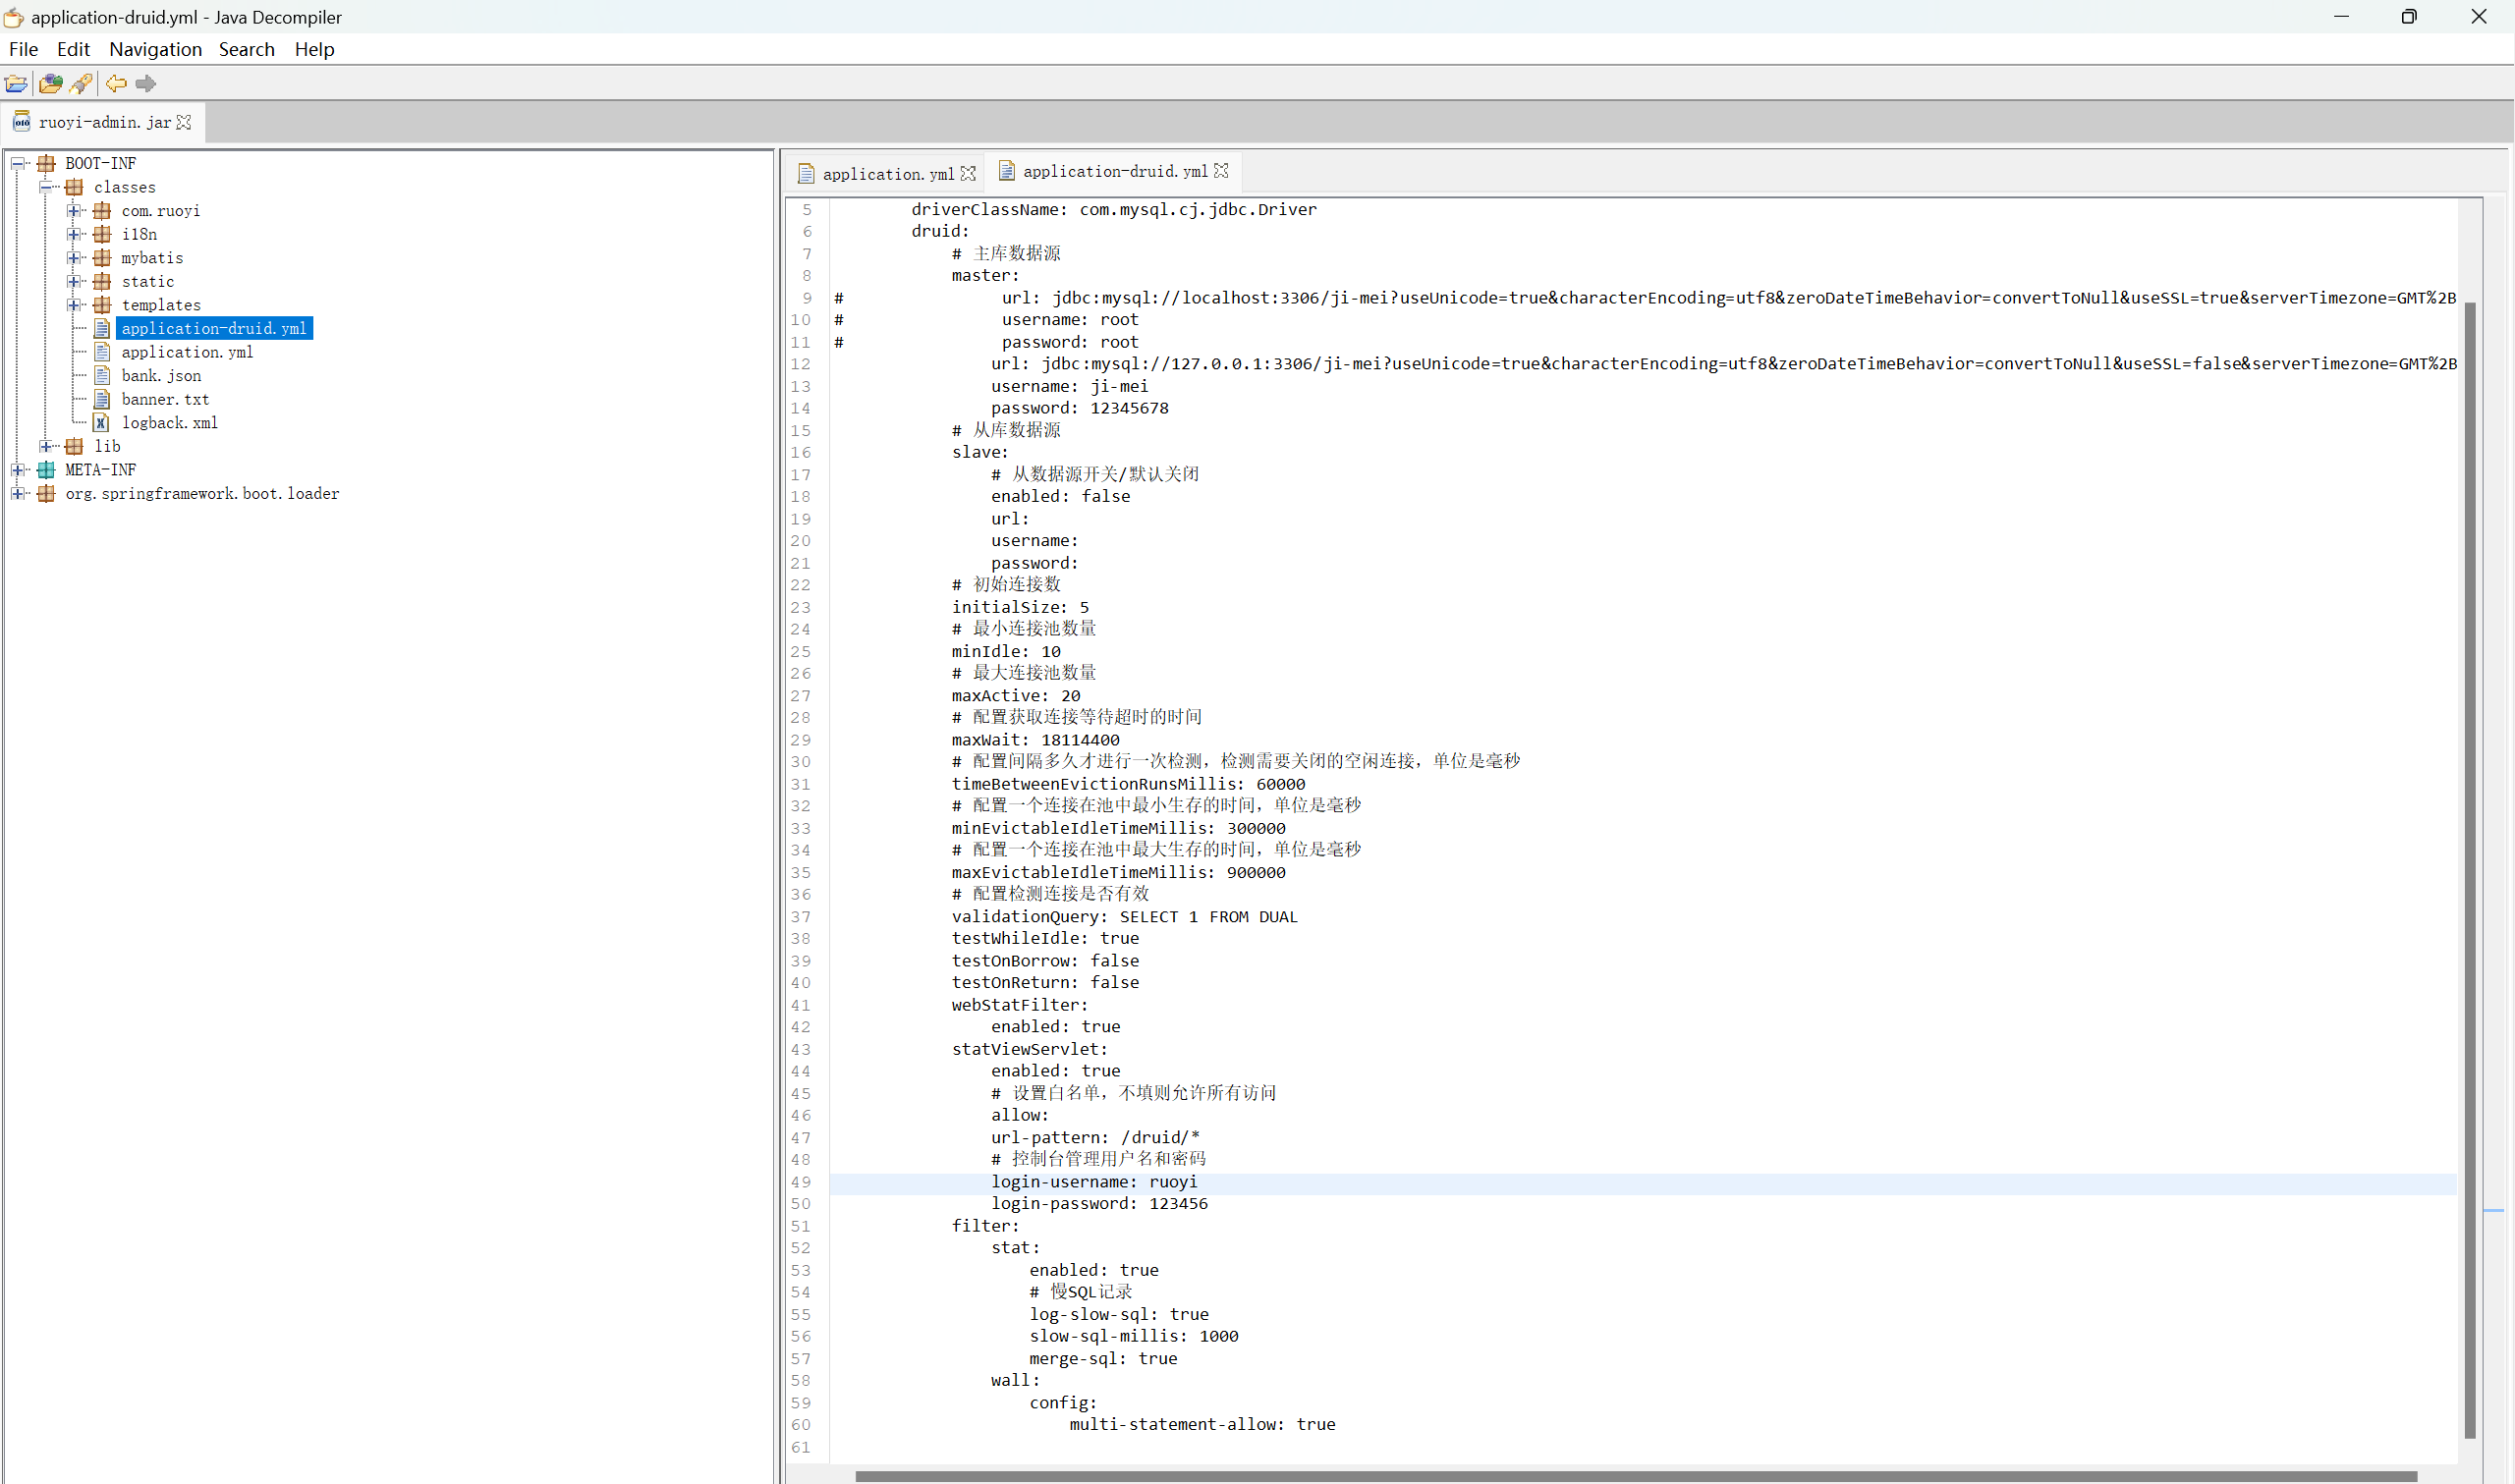 application-druid.yml - Java Decompiler
File Edit Navigation Search Help
ruoyi-admin.jar
BOOT-INF
classes
com.ruoyi
i18n
mybatis
static
templates
application-druid.yml
application.yml
bank.json
banner.txt
logback.xml
lib
META-INF
org.springframework.boot.loader
application.yml application-druid.yml
5 driverClassName: com.mysql.cj.jdbc.Driver
6 druid:
7 # 主库数据源
8 master:
9 # url: jdbc:mysql://localhost:3306/ji-mei?useUnicode=true&characterEncoding=utf8&zeroDateTimeBehavior=convertToNull&useSSL=true&serverTimezone=GMT%2B
10 # username: root
11 # password: root
12 url: jdbc:mysql://127.0.0.1:3306/ji-mei?useUnicode=true&characterEncoding=utf8&zeroDateTimeBehavior=convertToNull&useSSL=false&serverTimezone=GMT%2B
13 username: ji-mei
14 password: 12345678
15 # 从库数据源
16 slave:
17 # 从数据源开关/默认关闭
18 enabled: false
19 url:
20 username:
21 password:
22 # 初始连接数
23 initialSize: 5
24 # 最小连接池数量
25 minIdle: 10
26 # 最大连接池数量
27 maxActive: 20
28 # 配置获取连接等待超时的时间
29 maxWait: 18114400
30 # 配置间隔多久才进行一次检测，检测需要关闭的空闲连接，单位是毫秒
31 timeBetweenEvictionRunsMillis: 60000
32 # 配置一个连接在池中最小生存的时间，单位是毫秒
33 minEvictableIdleTimeMillis: 300000
34 # 配置一个连接在池中最大生存的时间，单位是毫秒
35 maxEvictableIdleTimeMillis: 900000
36 # 配置检测连接是否有效
37 validationQuery: SELECT 1 FROM DUAL
38 testWhileIdle: true
39 testOnBorrow: false
40 testOnReturn: false
41 webStatFilter:
42 enabled: true
43 statViewServlet:
44 enabled: true
45 # 设置白名单，不填则允许所有访问
46 allow:
47 url-pattern: /druid/*
48 # 控制台管理用户名和密码
49 login-username: ruoyi
50 login-password: 123456
51 filter:
52 stat:
53 enabled: true
54 # 慢SQL记录
55 log-slow-sql: true
56 slow-sql-millis: 1000
57 merge-sql: true
58 wall:
59 config:
60 multi-statement-allow: true
61